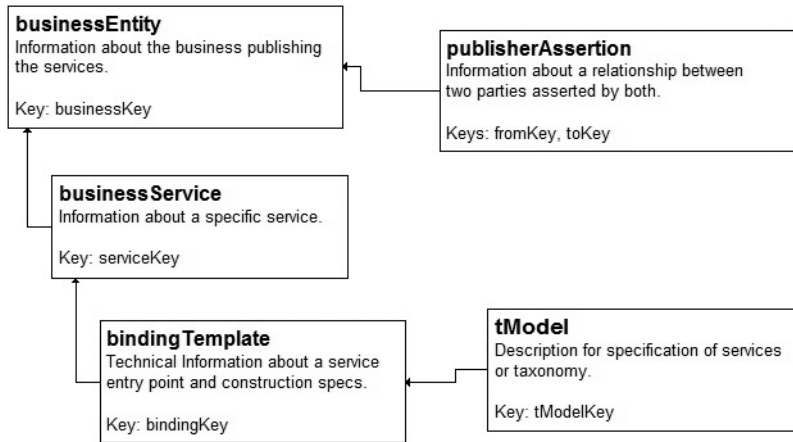 businessEntity
Information about the business publishing
the services.
Key: businessKey
publisherAssertion
Information about a relationship between
two parties asserted by both.
Keys: fromKey, toKey
businessService
Information about a specific service.
Key: serviceKey
bindingTemplate
Technical Information about a service
entry point and construction specs.
Key: bindingKey
tModel
Description for specification of services
or taxonomy.
Key: tModelKey